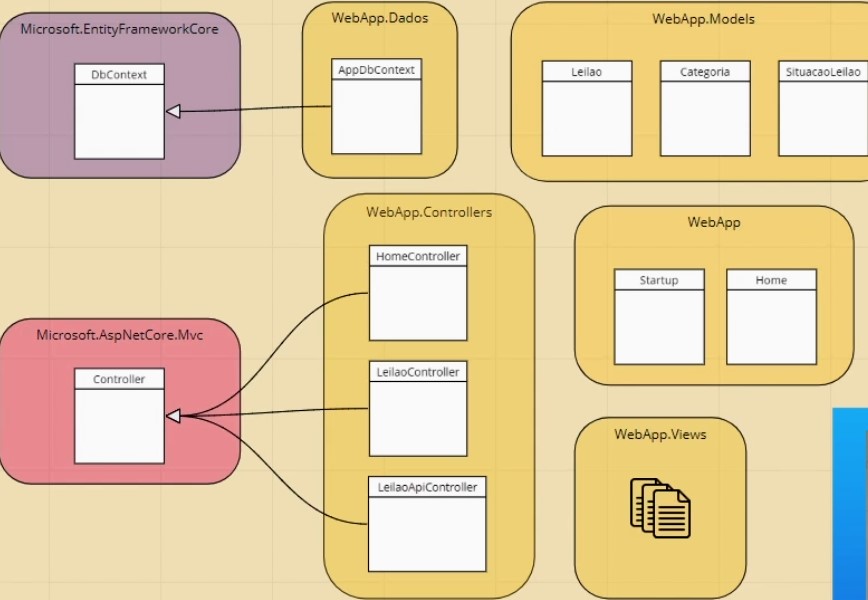 Microsoft.EntityFrameworkCore
DbContext
WebApp.Dados
AppDbContext
WebApp.Models
Leilao
Categoria
SituacaoLeilao
WebApp.Controllers
HomeController
LeilaoController
LeilaoApiController
WebApp
Startup
Home
Microsoft.AspNetCore.Mvc
Controller
WebApp.Views